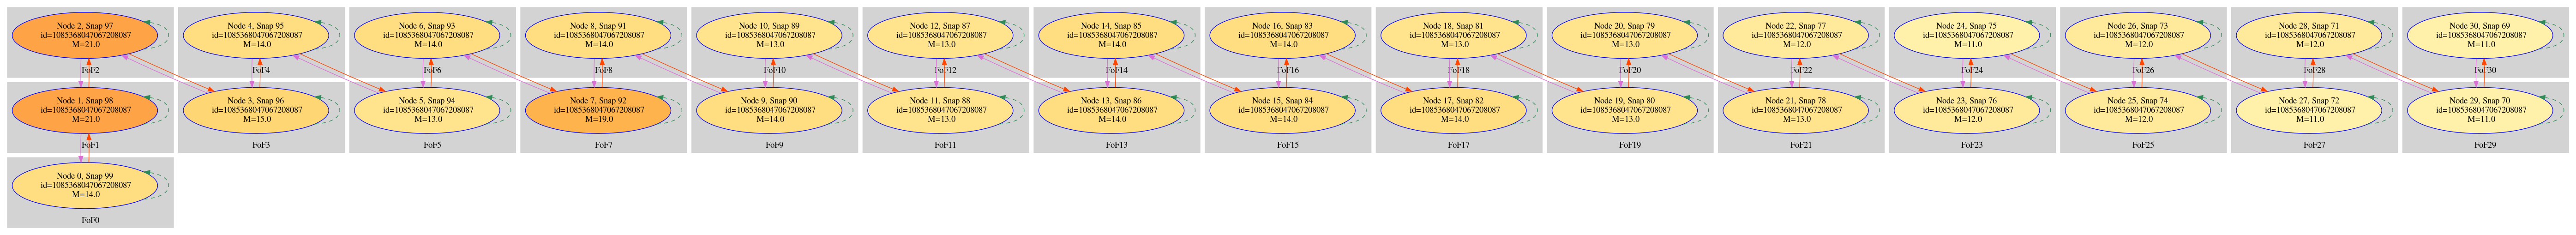 Node 2, Snap 97
id=1085368047067208087
M=21.0
FoF2
Node 4, Snap 95
id=1085368047067208087
M=14.0
FoF4
Node 6, Snap 93
id=1085368047067208087
M=14.0
FoF6
Node 8, Snap 91
id=1085368047067208087
M=14.0
FoF8
Node 10, Snap 89
id=1085368047067208087
M=13.0
FoF10
Node 12, Snap 87
id=1085368047067208087
M=13.0
FoF12
Node 14, Snap 85
id=1085368047067208087
M=14.0
FoF14
Node 16, Snap 83
id=1085368047067208087
M=14.0
FoF16
Node 18, Snap 81
id=1085368047067208087
M=13.0
FoF18
Node 20, Snap 79
id=1085368047067208087
M=13.0
FoF20
Node 22, Snap 77
id=1085368047067208087
M=12.0
FoF22
Node 24, Snap 75
id=1085368047067208087
M=11.0
FoF24
Node 26, Snap 73
id=1085368047067208087
M=12.0
FoF26
Node 28, Snap 71
id=1085368047067208087
M=12.0
FoF28
Node 30, Snap 69
id=1085368047067208087
M=11.0
FoF30
Node 1, Snap 98
id=1085368047067208087
M=21.0
FoF1
Node 3, Snap 96
id=1085368047067208087
M=15.0
FoF3
Node 5, Snap 94
id=1085368047067208087
M=13.0
FoF5
Node 7, Snap 92
id=1085368047067208087
M=19.0
FoF7
Node 9, Snap 90
id=1085368047067208087
M=14.0
FoF9
Node 11, Snap 88
id=1085368047067208087
M=13.0
FoF11
Node 13, Snap 86
id=1085368047067208087
M=14.0
FoF13
Node 15, Snap 84
id=1085368047067208087
M=14.0
FoF15
Node 17, Snap 82
id=1085368047067208087
M=14.0
FoF17
Node 19, Snap 80
id=1085368047067208087
M=13.0
FoF19
Node 21, Snap 78
id=1085368047067208087
M=13.0
FoF21
Node 23, Snap 76
id=1085368047067208087
M=12.0
FoF23
Node 25, Snap 74
id=1085368047067208087
M=12.0
FoF25
Node 27, Snap 72
id=1085368047067208087
M=11.0
FoF27
Node 29, Snap 70
id=1085368047067208087
M=11.0
FoF29
Node 0, Snap 99
id=1085368047067208087
M=14.0
FoF0